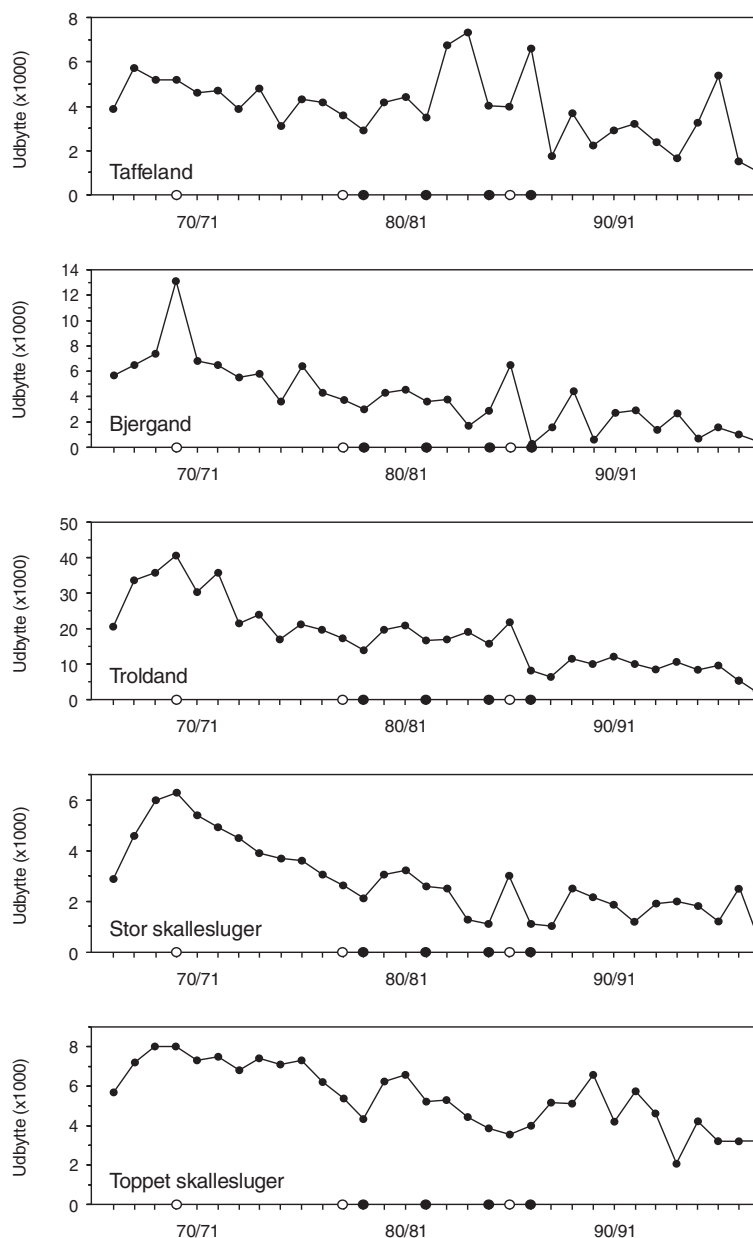 8
6
4
2
0
Udbytte (x1000)
Taffeland
70/71 80/81 90/91
14
12
10
8
6
4
2
0
Udbytte (x1000)
Bjergand
70/71 80/81 90/91
50
40
30
20
10
0
Udbytte (x1000)
Troldand
70/71 80/81 90/91
6
4
2
0
Udbytte (x1000)
Stor skallesluger
70/71 80/81 90/91
8
6
4
2
0
Udbytte (x1000)
Toppet skallesluger
70/71 80/81 90/91